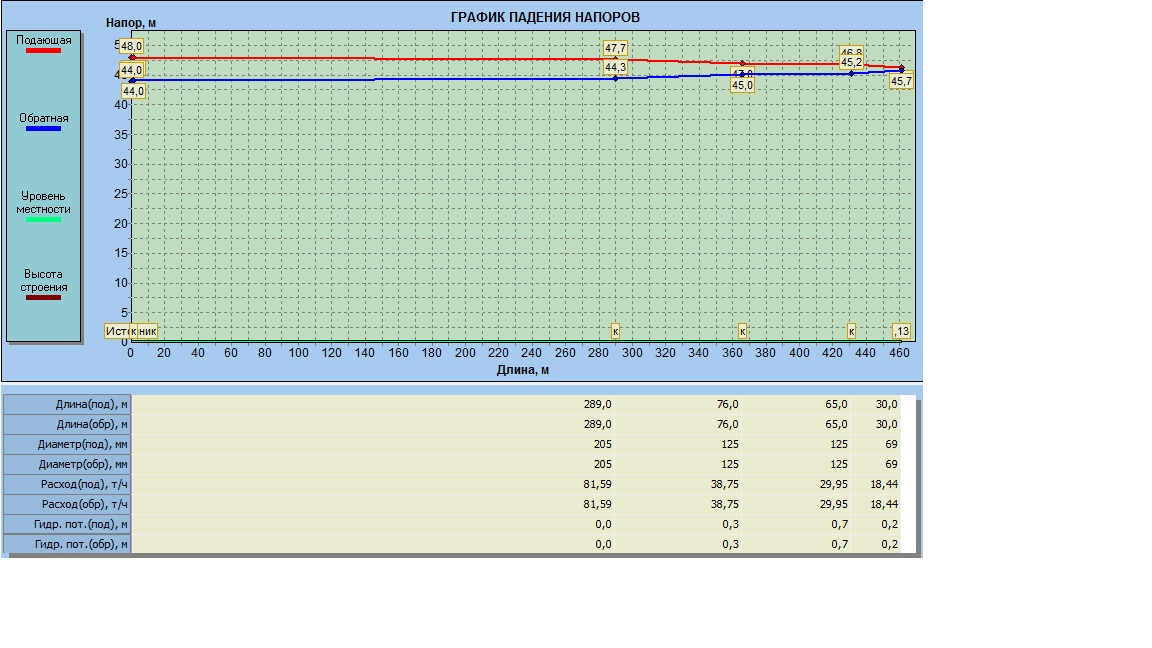 ГРАФИК ПАДЕНИЯ НАПОРОВ
Напор, м
Подающая
Обратная
Уровень
местности
Высота
строения
48,0
44,0
44,0
47,7
44,3
45,0
46,8
45,2
45,7
40
35
30
25
20
15
10
5
0
к
к
к
к
,13
0 20 40 60 80 100 120 140 160 180 200 220 240 260 280 300 320 340 360 380 400 420 440 460
Длина, м
Длина(под), м 289,0 76,0 65,0 30,0
Длина(обр), м 289,0 76,0 65,0 30,0
Диаметр(под), мм 205 125 125 69
Диаметр(обр), мм 205 125 125 69
Расход(под), т/ч 81,59 38,75 29,95 18,44
Расход(обр), т/ч 81,59 38,75 29,95 18,44
Гидр. пот.(под), м 0,0 0,3 0,7 0,2
Гидр. пот.(обр), м 0,0 0,3 0,7 0,2